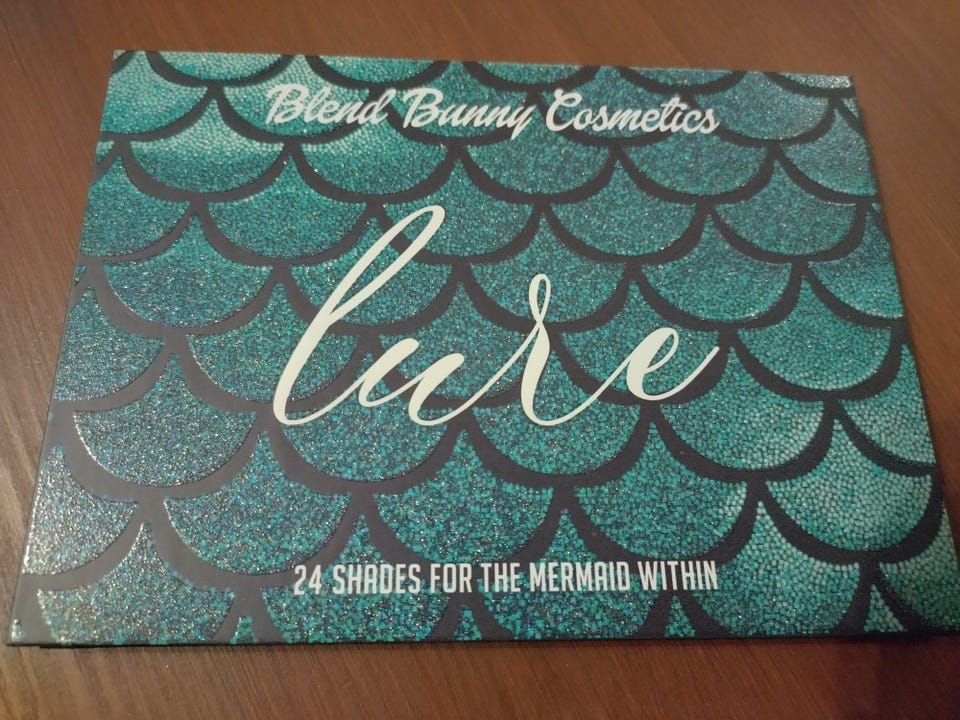 Blend Bunny Cosmetics
lure
24 SHADES FOR THE MERMAID WITHIN